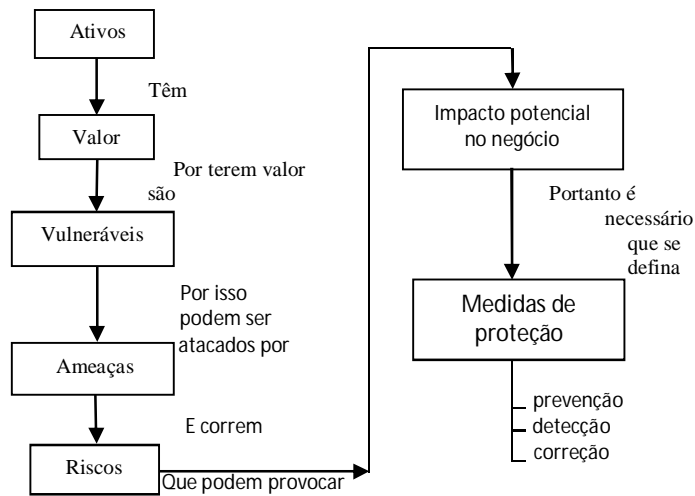 Ativos
Têm
Valor
Por terem valor
são
Vulneráveis
Por isso
podem ser
atacados por
Ameaças
E correm
Riscos
Que podem provocar
Impacto potencial
no negócio
Portanto é
necessário
que se
defina
Medidas de
proteção
prevenção
detecção
correção